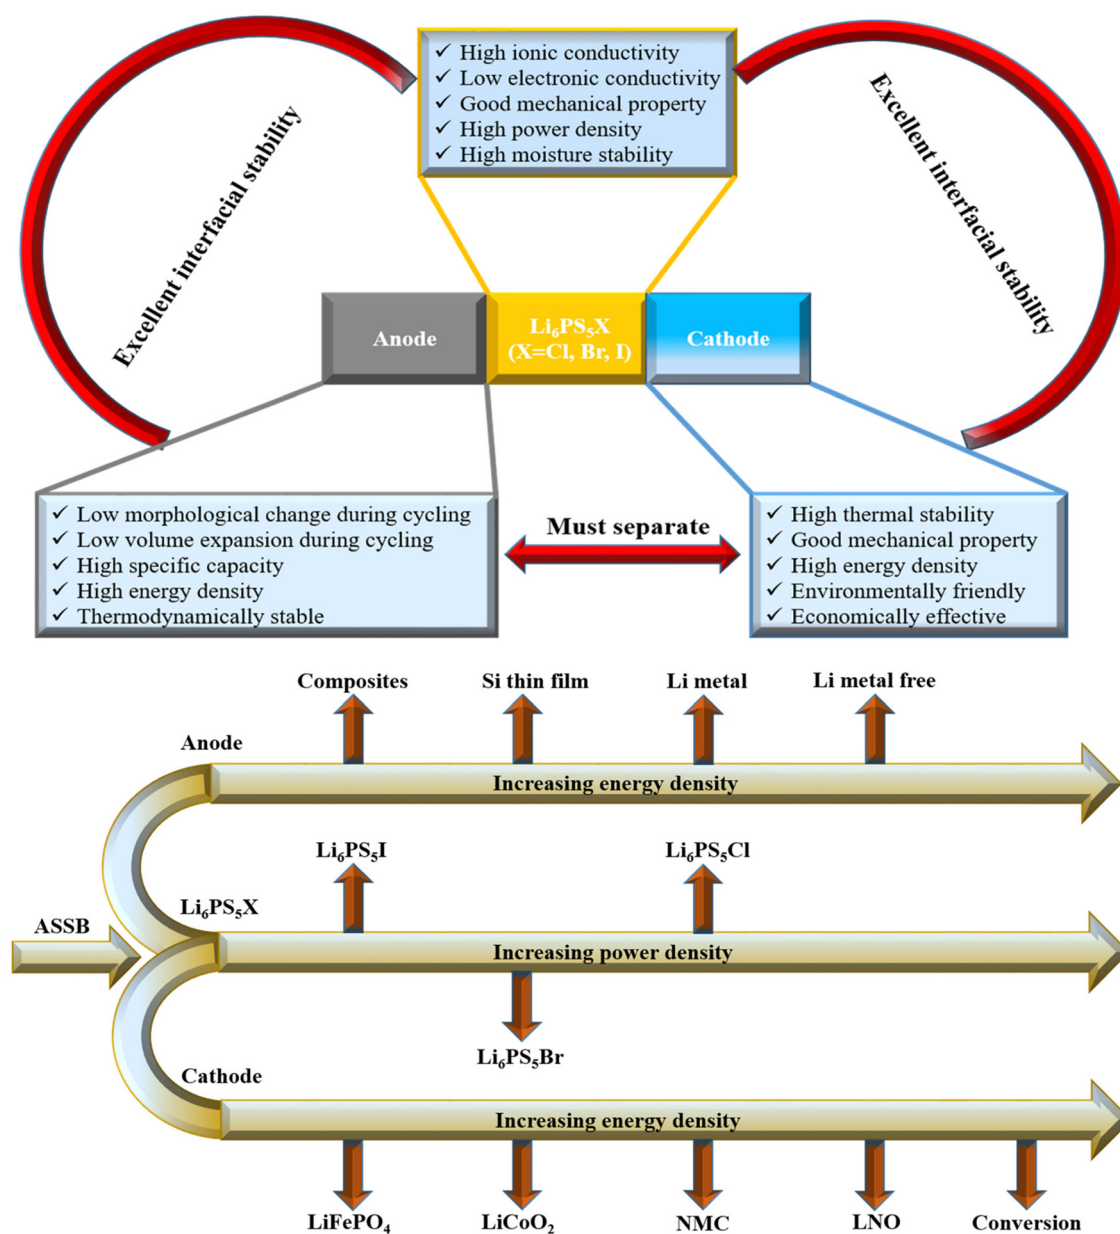 ✓ High ionic conductivity
✓ Low electronic conductivity
✓ Good mechanical property
✓ High power density
✓ High moisture stability
Excellent interfacial stability
Excellent interfacial stability
Anode
Li₆PS₅X
(X=Cl, Br, I)
Cathode
✓ Low morphological change during cycling
✓ Low volume expansion during cycling
✓ High specific capacity
✓ High energy density
✓ Thermodynamically stable
Must separate
✓ High thermal stability
✓ Good mechanical property
✓ High energy density
✓ Environmentally friendly
✓ Economically effective
Composites
Si thin film
Li metal
Li metal free
Anode
Increasing energy density
Li₆PS₅I
Li₆PS₅Cl
Li₆PS₅X
ASSB
Increasing power density
Li₆PS₅Br
Cathode
Increasing energy density
LiFePO₄
LiCoO₂
NMC
LNO
Conversion